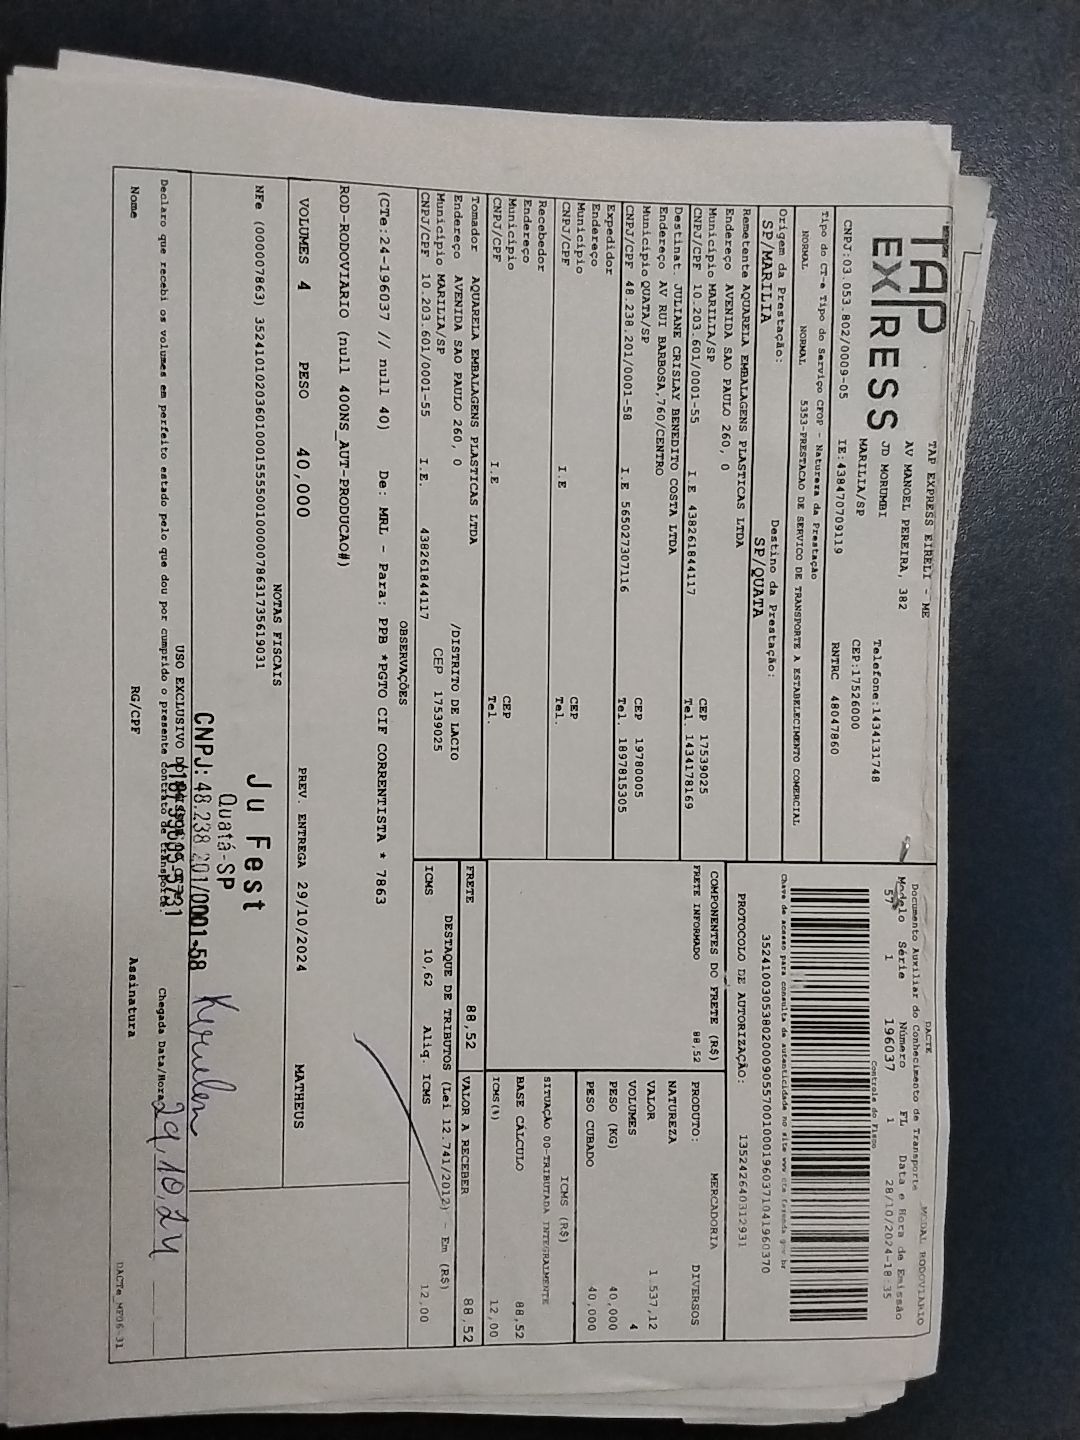 TAP
EXPRESS
TAP EXPRESS EIRELI - ME
AV MANOEL PEREIRA, 382
JD MORUMBI
MARILIA/SP
Telefone:1434131748
CEP:17526000
CNPJ:03.053.802/0009-05 IE:438470709119 RNTRC 48047860
DACTE MODAL RODOVIARIO
Documento Auxiliar do Conhecimento de Transporte
Modelo Série Número FL Data e Hora de Emissão
57 1 196037 1 28/10/2024-18:35
Controle do Fisco
Tipo do CT-e Tipo do Serviço CFOP - Natureza da Prestação
NORMAL NORMAL 5353-PRESTACAO DE SERVICO DE TRANSPORTE A ESTABELECIMENTO COMERCIAL
Chave de acesso para consulta de autenticidade no site www.cte.fazenda.gov.br
35241003053802000905570010001960371041960370
PROTOCOLO DE AUTORIZAÇÃO: 135242640312931
Origem da Prestação: Destino da Prestação:
SP/MARILIA SP/QUATA
Remetente AQUARELA EMBALAGENS PLASTICAS LTDA
Endereço AVENIDA SAO PAULO 260, 0
Município MARILIA/SP CEP 17539025
CNPJ/CPF 10.203.601/0001-55 I.E 438261844117 Tel. 1434178169
Destinat. JULIANE CRISLAY BENEDITO COSTA LTDA
Endereço AV RUI BARBOSA,760/CENTRO
Município QUATA/SP CEP 19780005
CNPJ/CPF 48.238.201/0001-58 I.E 565027307116 Tel. 1897815305
Expedidor
Endereço
Município CEP
CNPJ/CPF I.E Tel.
Recebedor
Endereço
Município CEP
CNPJ/CPF I.E Tel.
Tomador AQUARELA EMBALAGENS PLASTICAS LTDA
Endereço AVENIDA SAO PAULO 260, 0 /DISTRITO DE LACIO
Município MARILIA/SP CEP 17539025
CNPJ/CPF 10.203.601/0001-55 I.E. 438261844117
COMPONENTES DO FRETE (R$)
FRETE INFORMADO 88,52
PRODUTO: MERCADORIA DIVERSOS
NATUREZA
VALOR 1.537,12
VOLUMES 4
PESO (KG) 40,000
PESO CUBADO 40,000
ICMS (R$)
SITUAÇÃO 00-TRIBUTADA INTEGRALMENTE
BASE CALCULO 88,52
ICMS(%) 12,00
FRETE 88,52 VALOR A RECEBER 88,52
DESTAQUE DE TRIBUTOS (Lei 12.741/2012) - Em (R$)
ICMS 10,62 Aliq. ICMS 12,00
OBSERVAÇÕES
(CTe:24-196037 // null 40) De: MRL - Para: PPB *PGTO CIF CORRENTISTA * 7863
ROD-RODOVIARIO (null 400NS_AUT-PRODUCAO#)
VOLUMES 4 PESO 40,000 PREV. ENTREGA 29/10/2024 MATHEUS
NOTAS FISCAIS
NFe (000007863) 35241010203601000155550010000078631735619031
Ju Fest
Quatá-SP
CNPJ: 48.238.201/0001-58
USO EXCLUSIVO
Declaro que recebi os volumes em perfeito estado pelo que dou por cumprido o presente contrato de transporte.
Chegada Data/Hora 29,10,24
Nome RG/CPF Assinatura
DACTe_MF06-31